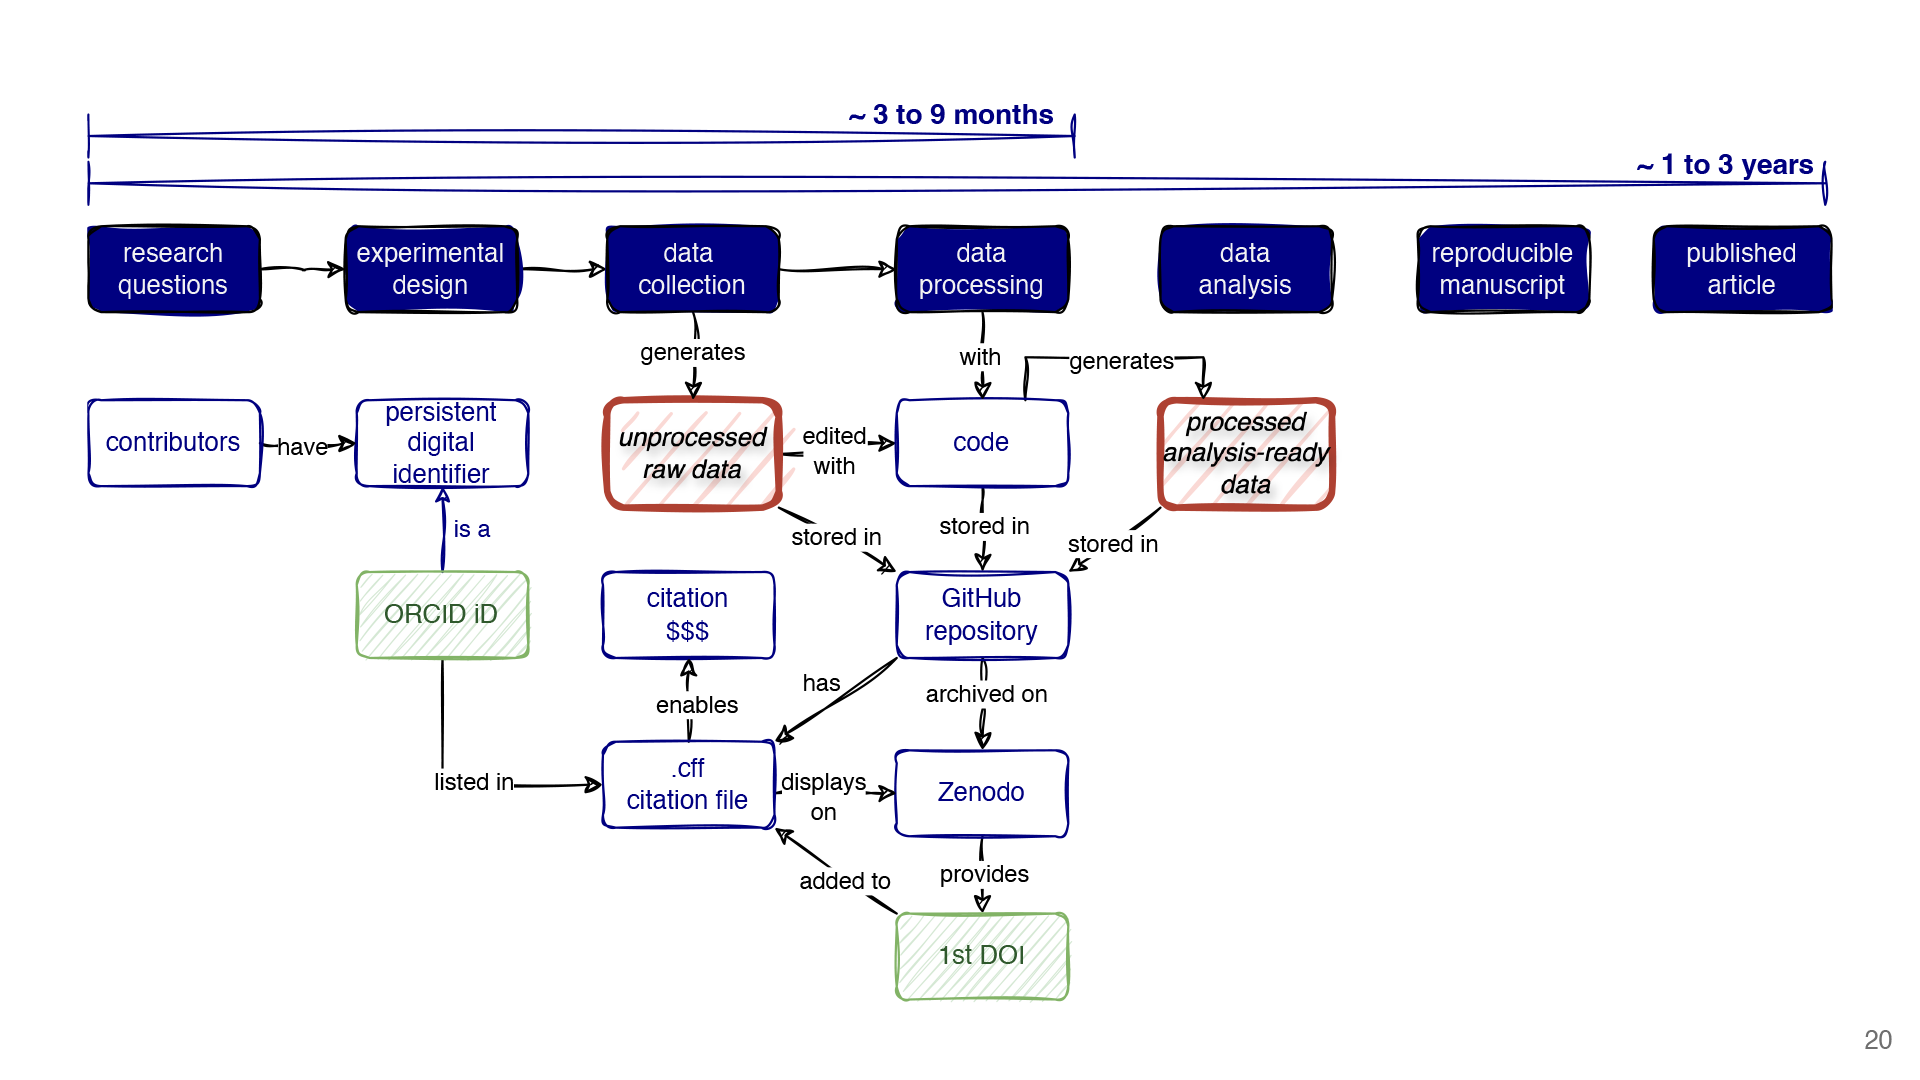 ~ 3 to 9 months
~ 1 to 3 years
research
questions
experimental
design
data
collection
data
processing
data
analysis
reproducible
manuscript
published
article
generates
with
generates
contributors
have
persistent
digital
identifier
unprocessed
raw data
edited
with
code
processed
analysis-ready
data
is a
stored in
stored in
stored in
ORCID iD
citation
$$$
GitHub
repository
has
archived on
enables
listed in
.cff
citation file
displays
on
Zenodo
added to
provides
1st DOI
20